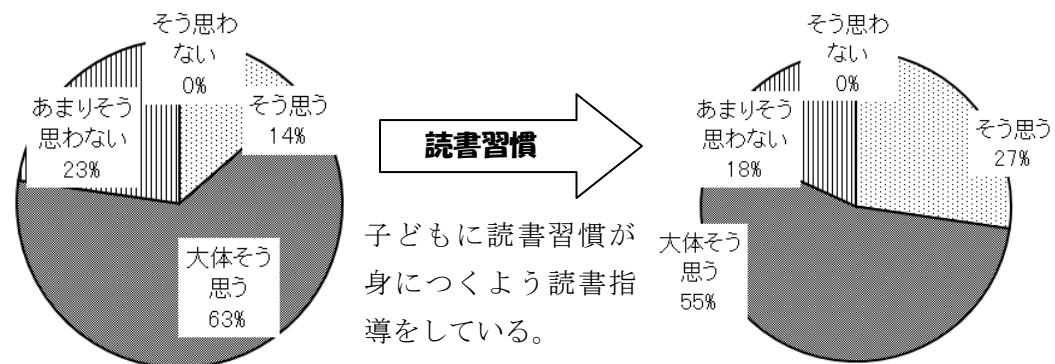 そう思わ
ない
0%
そう思う
14%
あまりそう
思わない
23%
大体そう
思う
63%
読書習慣
子どもに読書習慣が
身につくよう読書指
導をしている。
そう思わ
ない
0%
そう思う
27%
あまりそう
思わない
18%
大体そう
思う
55%